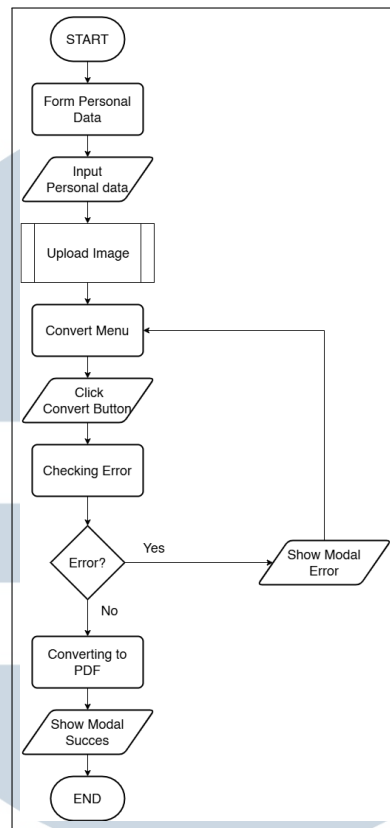 START
Form Personal
Data
Input
Personal data
Upload Image
Convert Menu
Click
Convert Button
Checking Error
Error?
Yes
Show Modal
Error
No
Converting to
PDF
Show Modal
Succes
END